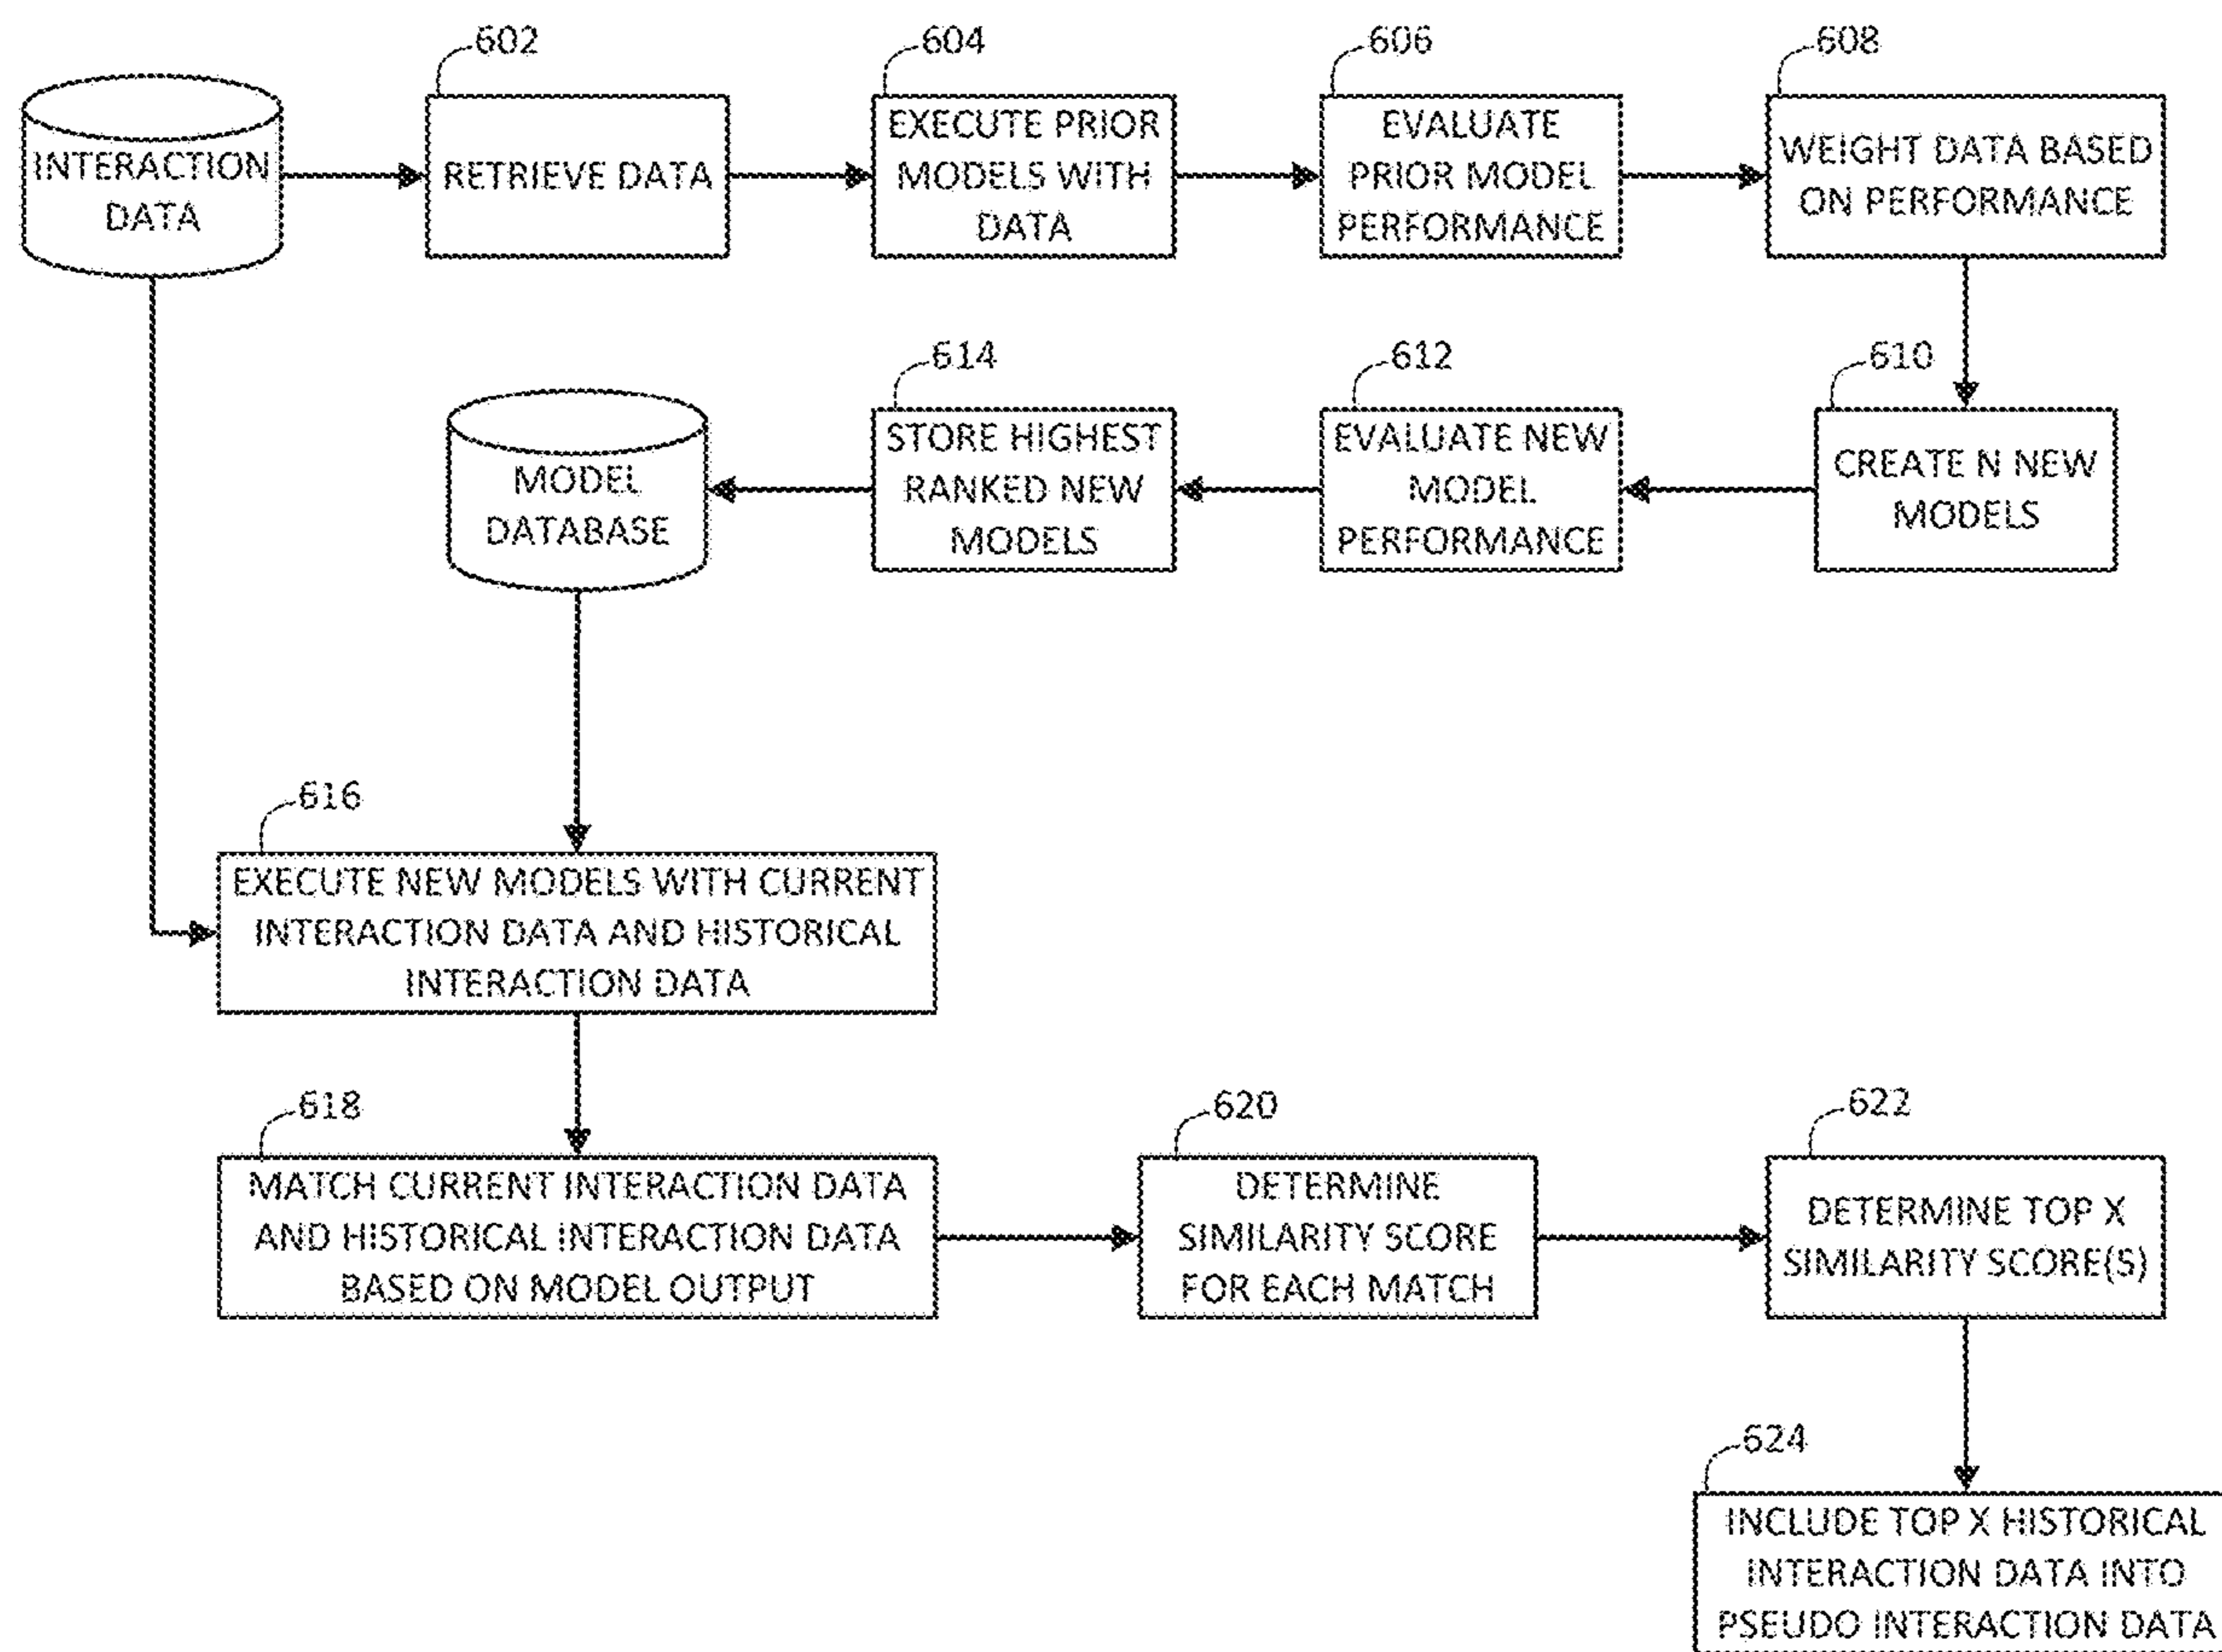 602
604
606
608
INTERACTION
DATA
RETRIEVE DATA
EXECUTE PRIOR
MODELS WITH
DATA
EVALUATE
PRIOR MODEL
PERFORMANCE
WEIGHT DATA BASED
ON PERFORMANCE
614
612
610
MODEL
DATABASE
STORE HIGHEST
RANKED NEW
MODELS
EVALUATE NEW
MODEL
PERFORMANCE
CREATE N NEW
MODELS
616
EXECUTE NEW MODELS WITH CURRENT
INTERACTION DATA AND HISTORICAL
INTERACTION DATA
618
620
622
MATCH CURRENT INTERACTION DATA
AND HISTORICAL INTERACTION DATA
BASED ON MODEL OUTPUT
DETERMINE
SIMILARITY SCORE
FOR EACH MATCH
DETERMINE TOP X
SIMILARITY SCORE(S)
624
INCLUDE TOP X HISTORICAL
INTERACTION DATA INTO
PSEUDO INTERACTION DATA